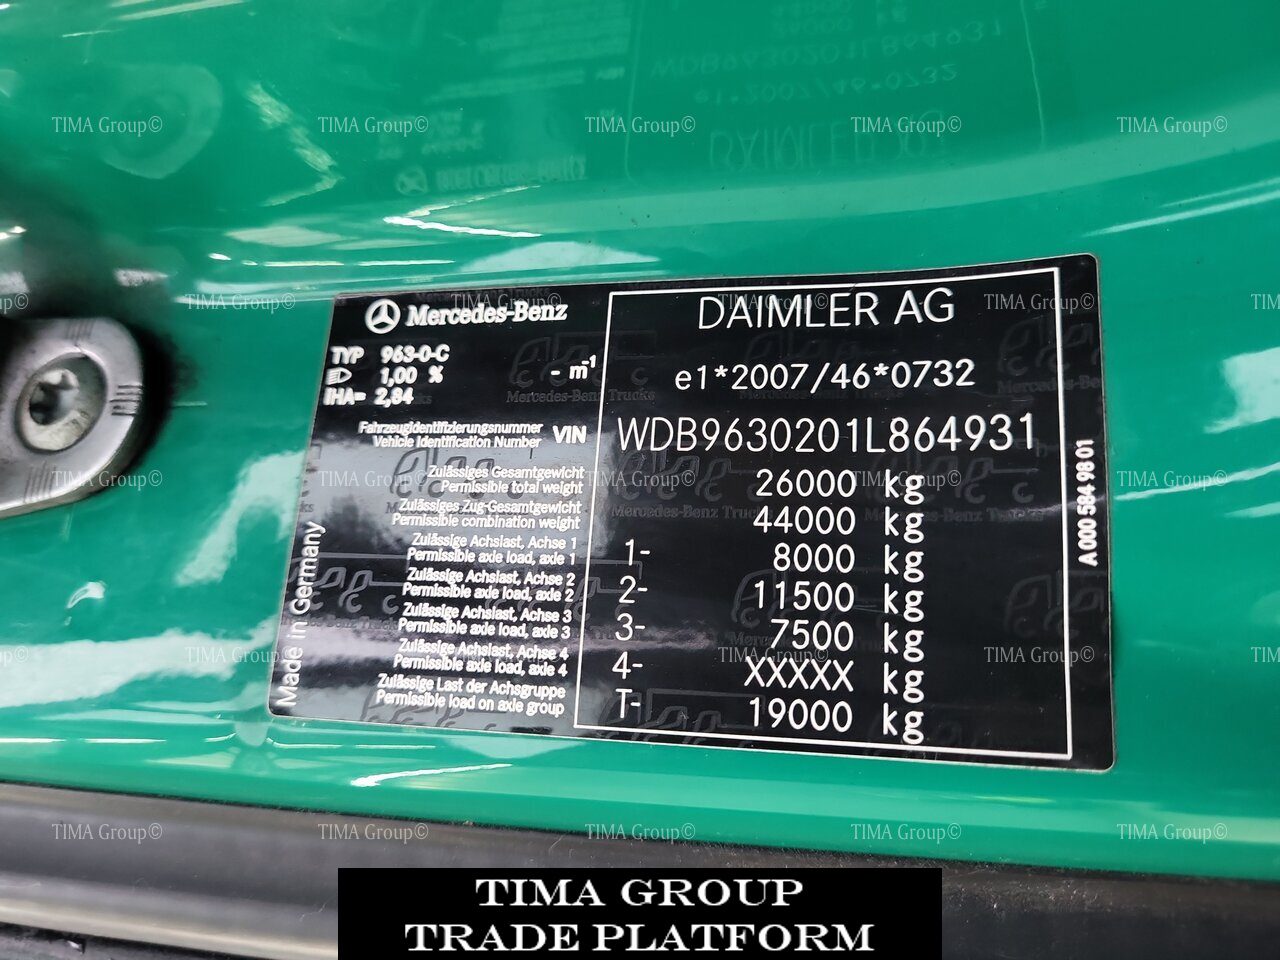 Mercedes-Benz
TYP 963-0-C
1,00 % - m-1
IHA= 2,84
Fahrzeugidentifizierungsnummer
Vehicle Identification Number VIN
Zulässiges Gesamtgewicht
Permissible total weight
Zulässiges Zug-Gesamtgewicht
Permissible combination weight
Zulässige Achslast, Achse 1
Permissible axle load, axle 1
Zulässige Achslast, Achse 2
Permissible axle load, axle 2
Zulässige Achslast, Achse 3
Permissible axle load, axle 3
Zulässige Achslast, Achse 4
Permissible axle load, axle 4
Zulässige Last der Achsgruppe
Permissible load on axle group
Made in Germany
DAIMLER AG
e1*2007/46*0732
WDB9630201L864931
26000 kg
44000 kg
1- 8000 kg
2- 11500 kg
3- 7500 kg
4- XXXXX kg
T- 19000 kg
A 000 584 98 01
TIMA Group©
TIMA GROUP
TRADE PLATFORM